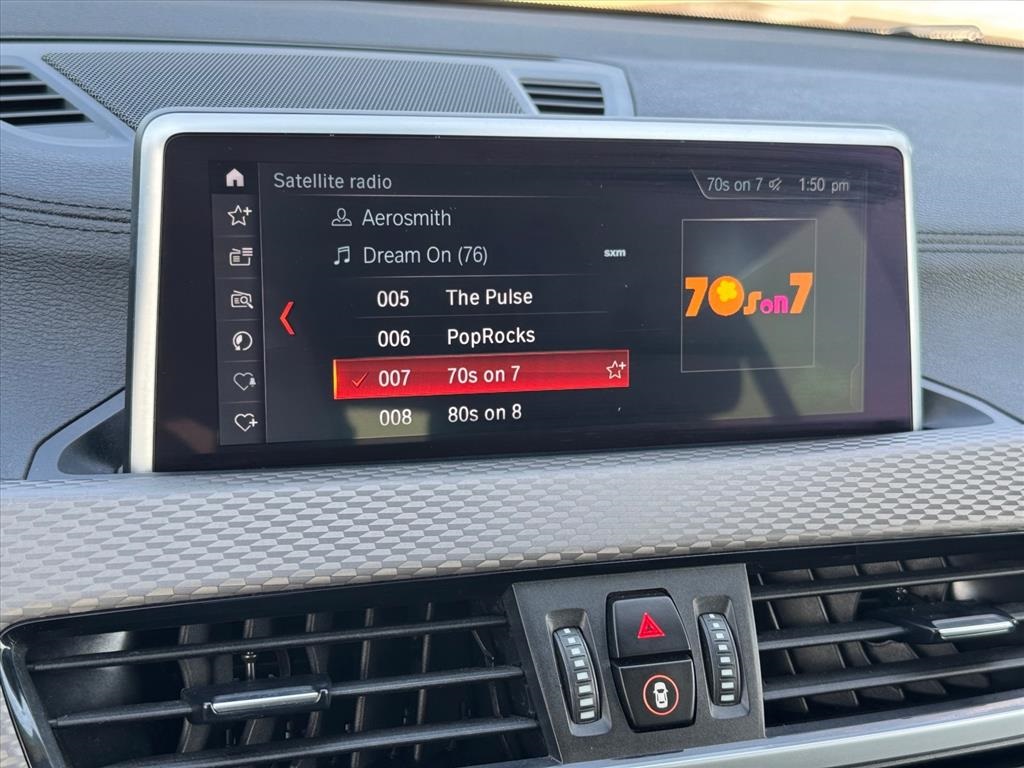 Satellite radio
70s on 7 1:50 pm
Aerosmith
Dream On (76)
sxm
005 The Pulse
006 PopRocks
007 70s on 7
008 80s on 8
70s on 7